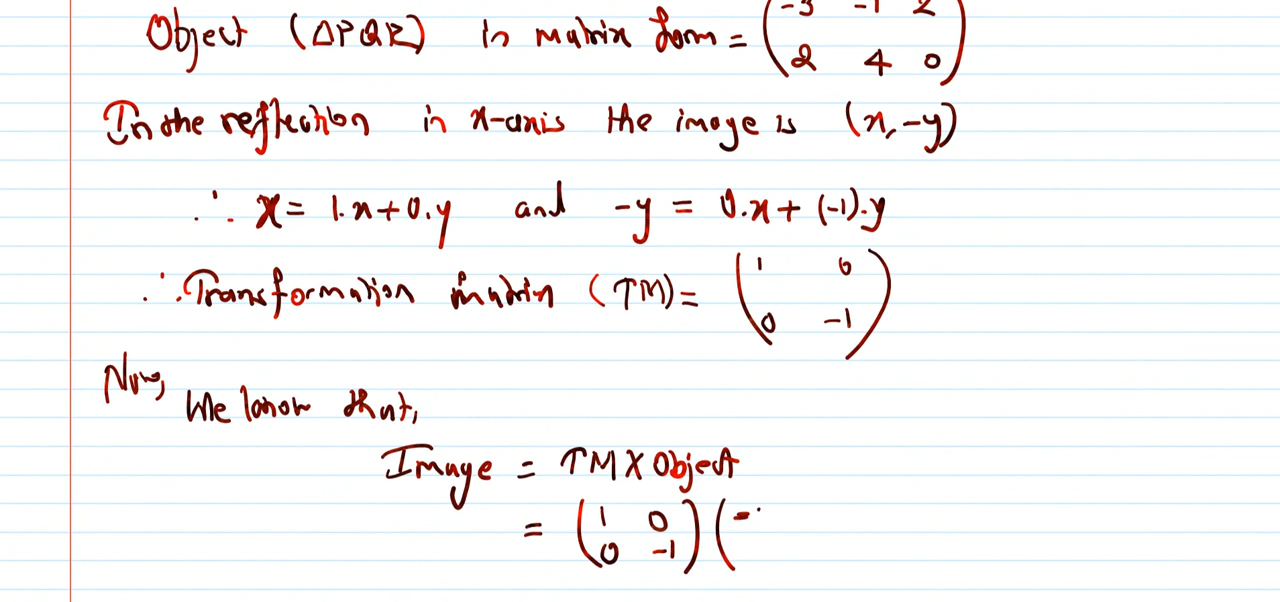 Object (ΔPQR) in matrix form = (-3 -1 2
2 4 0)
In the reflection in x-axis the image is (x,-y)
∴ x = 1.x+0.y and -y = 0.x + (-1).y
∴ Transformation matrix (TM) = (1 0
0 -1)
Now, We know that,
Image = TM X Object
= (1 0
0 -1) (-